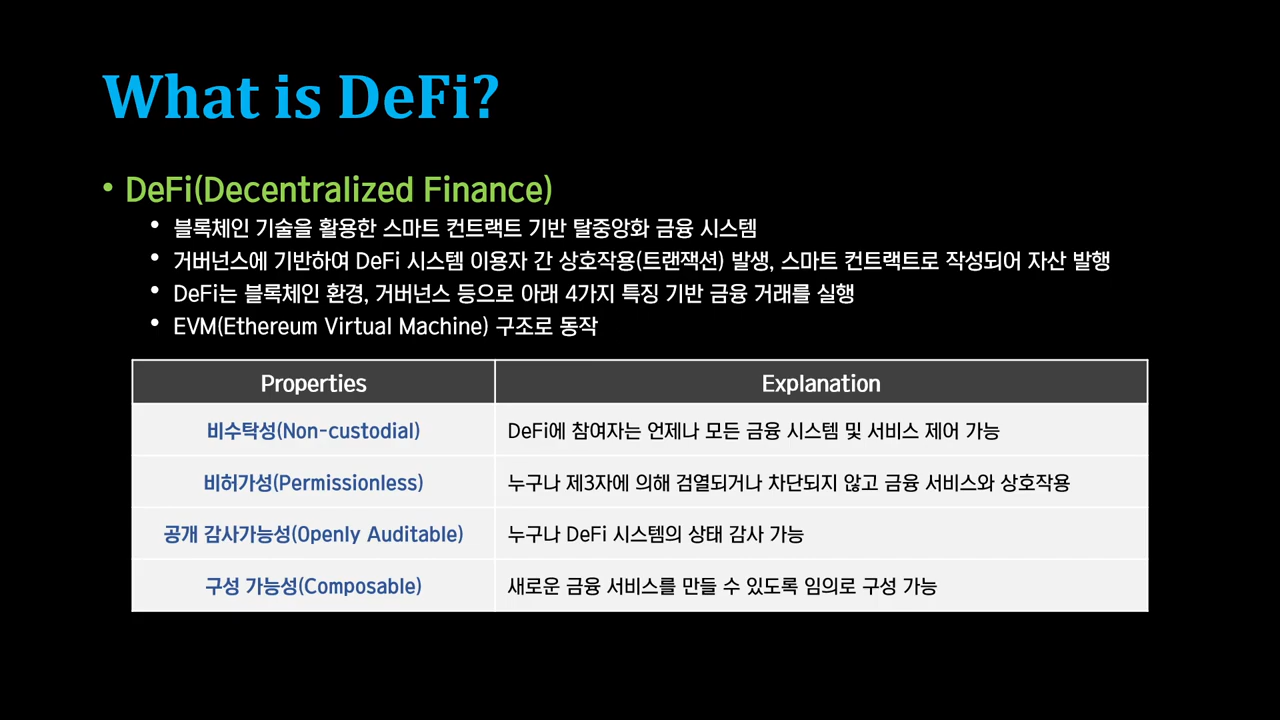 What is DeFi?
• DeFi(Decentralized Finance)
• 블록체인 기술을 활용한 스마트 컨트랙트 기반 탈중앙화 금융 시스템
• 거버넌스에 기반하여 DeFi 시스템 이용자 간 상호작용(트랜잭션) 발생, 스마트 컨트랙트로 작성되어 자산 발행
• DeFi는 블록체인 환경, 거버넌스 등으로 아래 4가지 특징 기반 금융 거래를 실행
• EVM(Ethereum Virtual Machine) 구조로 동작
Properties Explanation
비수탁성(Non-custodial) DeFi에 참여자는 언제나 모든 금융 시스템 및 서비스 제어 가능
비허가성(Permissionless) 누구나 제3자에 의해 검열되거나 차단되지 않고 금융 서비스와 상호작용
공개 감사가능성(Openly Auditable) 누구나 DeFi 시스템의 상태 감사 가능
구성 가능성(Composable) 새로운 금융 서비스를 만들 수 있도록 임의로 구성 가능